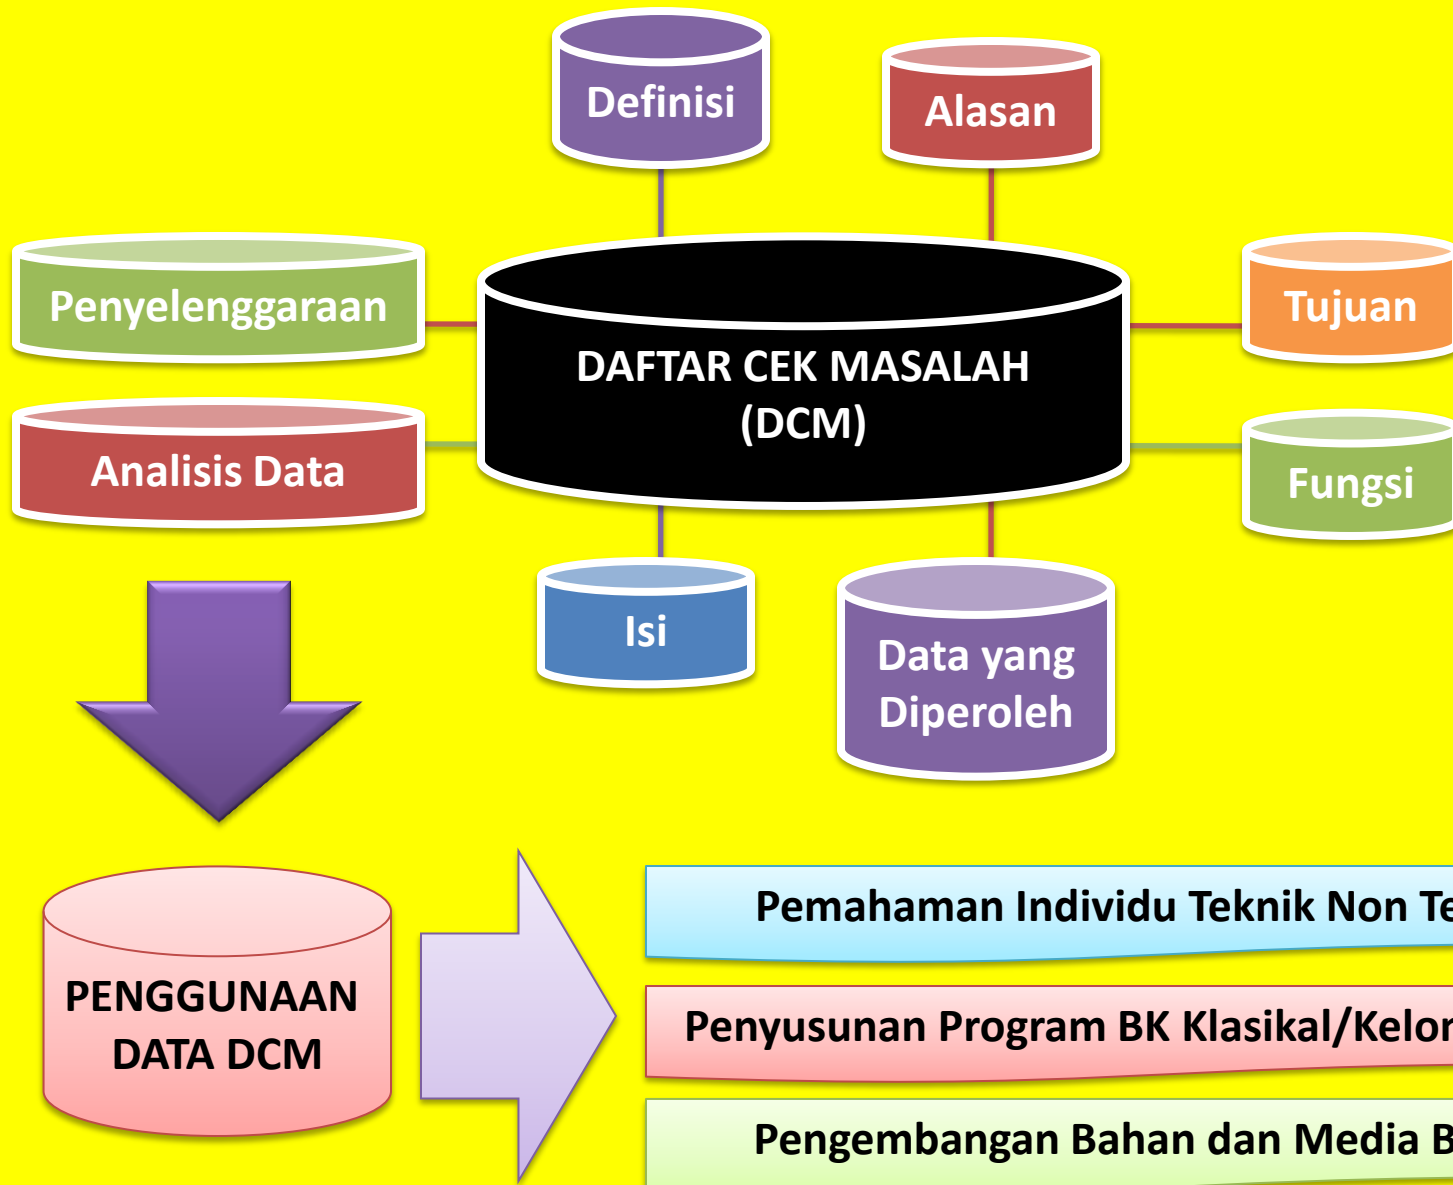 Definisi
Alasan
Penyelenggaraan
Tujuan
DAFTAR CEK MASALAH
(DCM)
Analisis Data
Fungsi
Isi
Data yang
Diperoleh
PENGGUNAAN
DATA DCM
Pemahaman Individu Teknik Non
Penyusunan Program BK Klasikal/
Pengembangan Bahan dan Media